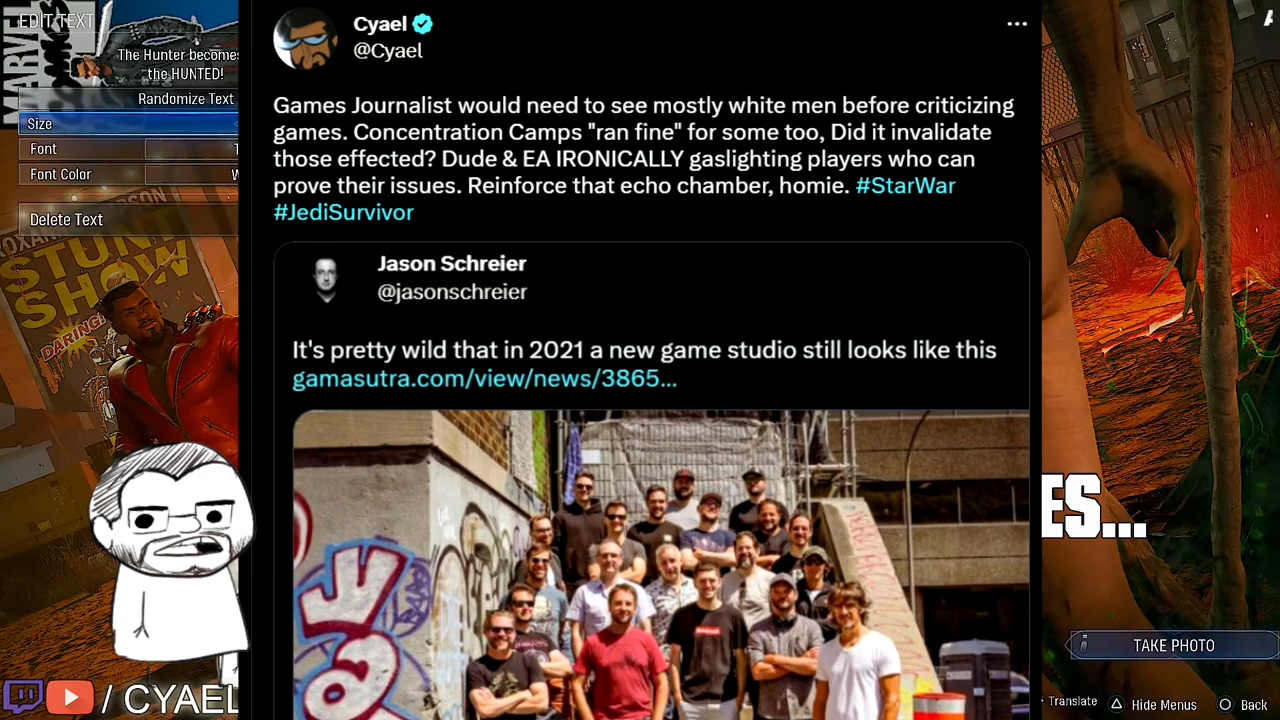 EDIT TEXT
MARVEL
The Hunter becomes
the HUNTED!
Randomize Text
Size
Font
Font Color
Delete Text
STUNT
SHOW
DARING!
/ CYAEL
Cyael
@Cyael
Games Journalist would need to see mostly white men before criticizing
games. Concentration Camps "ran fine" for some too, Did it invalidate
those effected? Dude & EA IRONICALLY gaslighting players who can
prove their issues. Reinforce that echo chamber, homie. #StarWar
#JediSurvivor
Jason Schreier
@jasonschreier
It's pretty wild that in 2021 a new game studio still looks like this
gamasutra.com/view/news/3865...
ES...
TAKE PHOTO
Translate
Hide Menus
Back